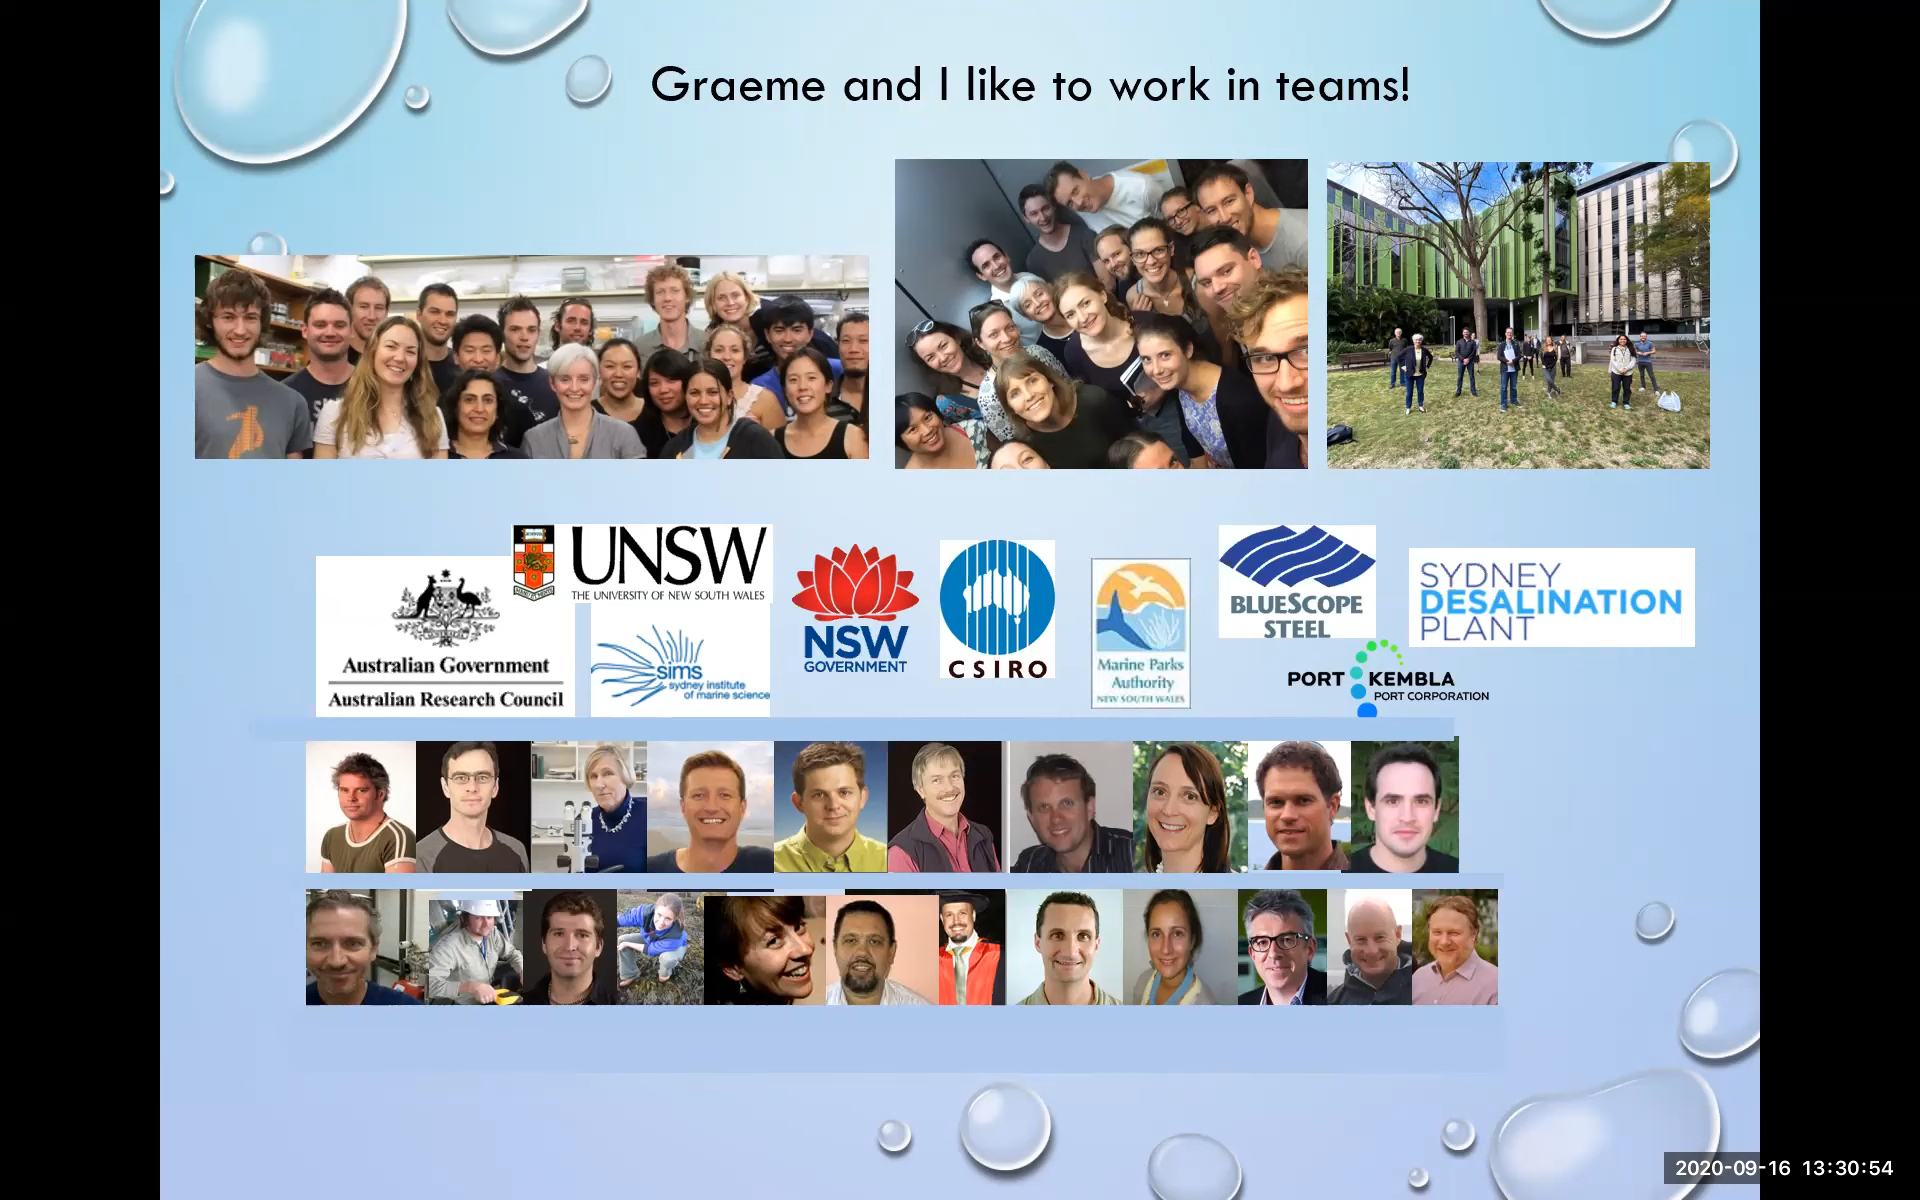 Graeme and I like to work in teams!
UNSW
THE UNIVERSITY OF NEW SOUTH WALES
Australian Government
Australian Research Council
sims
sydney institute
of marine science
NSW
GOVERNMENT
CSIRO
Marine Parks
Authority
NEW SOUTH WALES
BLUESCOPE
STEEL
SYDNEY
DESALINATION
PLANT
PORT KEMBLA
PORT CORPORATION
2020-09-16 13:30:54